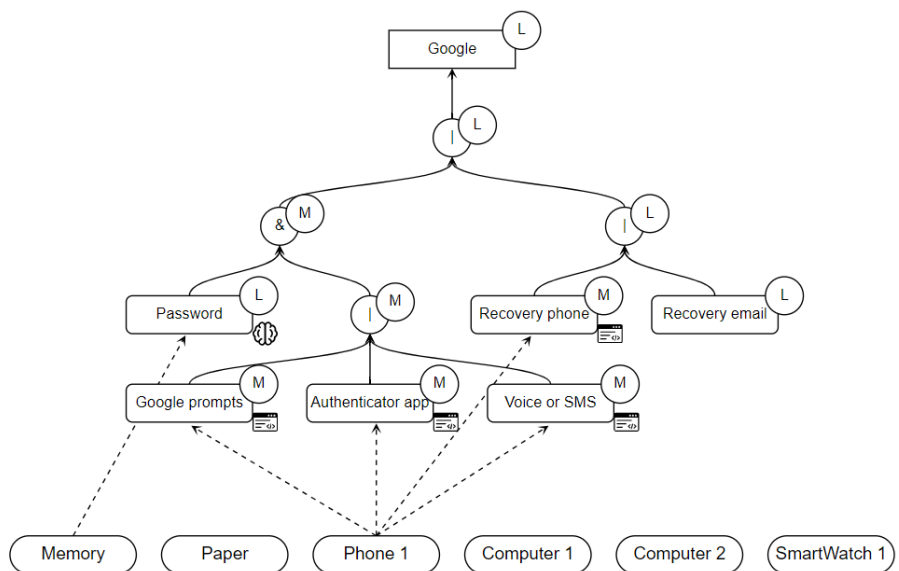 L
Google
L
|
M
&
L
|
L
Password
M
|
M
Recovery phone
L
Recovery email
M
Google prompts
M
Authenticator app
M
Voice or SMS
Memory
Paper
Phone 1
Computer 1
Computer 2
SmartWatch 1